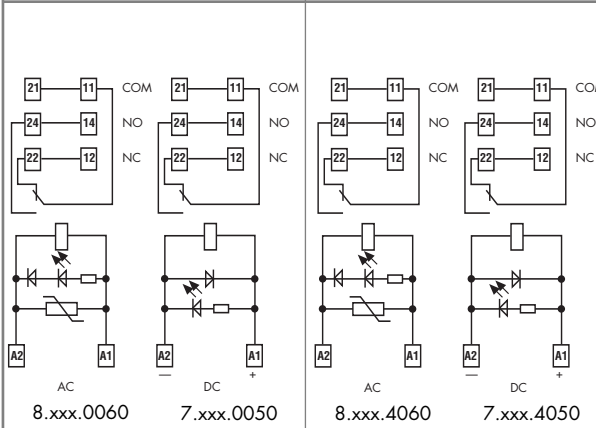 21 11 COM 21 11 COM 21 11 COM 21 11 COM
24 14 NO 24 14 NO 24 14 NO 24 14 NO
22 12 NC 22 12 NC 22 12 NC 22 12 NC
A2 A1 A2 A1 A2 A1 A2 A1
— + — +
AC DC AC DC
8.xxx.0060 7.xxx.0050 8.xxx.4060 7.xxx.4050